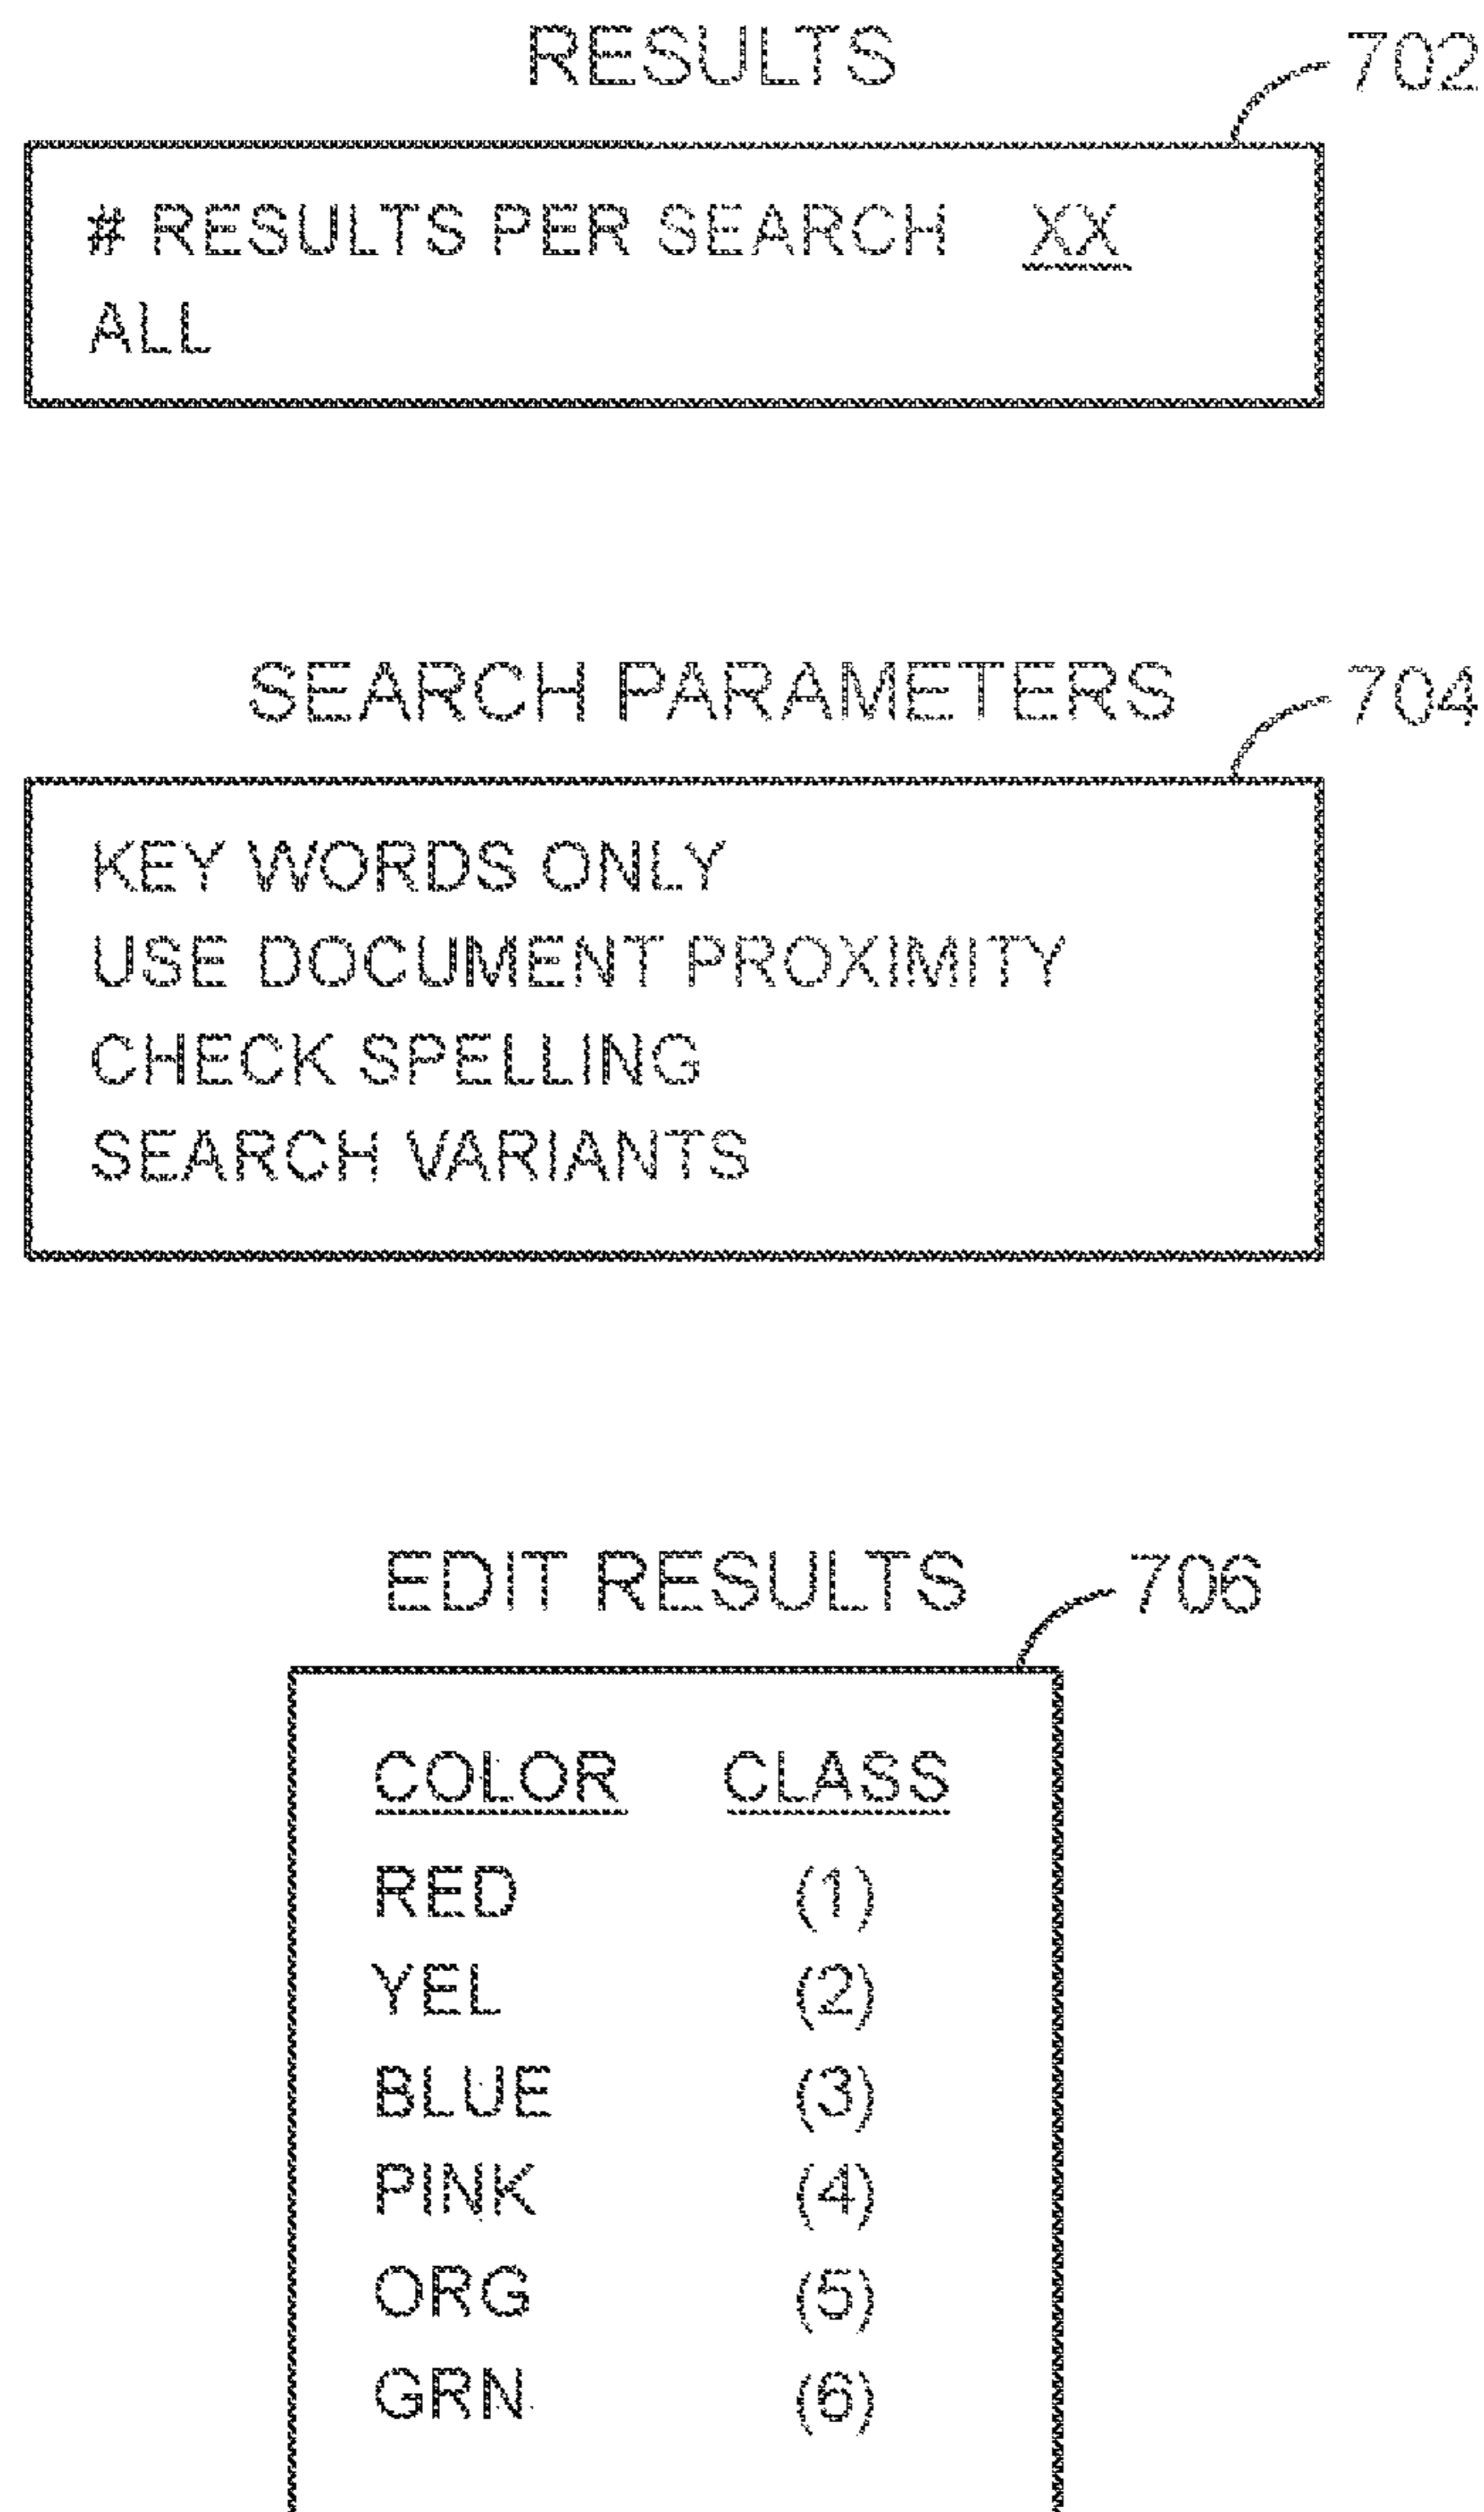 RESULTS 702
# RESULTS PER SEARCH XX
ALL
SEARCH PARAMETERS 704
KEY WORDS ONLY
USE DOCUMENT PROXIMITY
CHECK SPELLING
SEARCH VARIANTS
EDIT RESULTS 706
COLOR CLASS
RED (1)
YEL (2)
BLUE (3)
PINK (4)
ORG (5)
GRN (6)